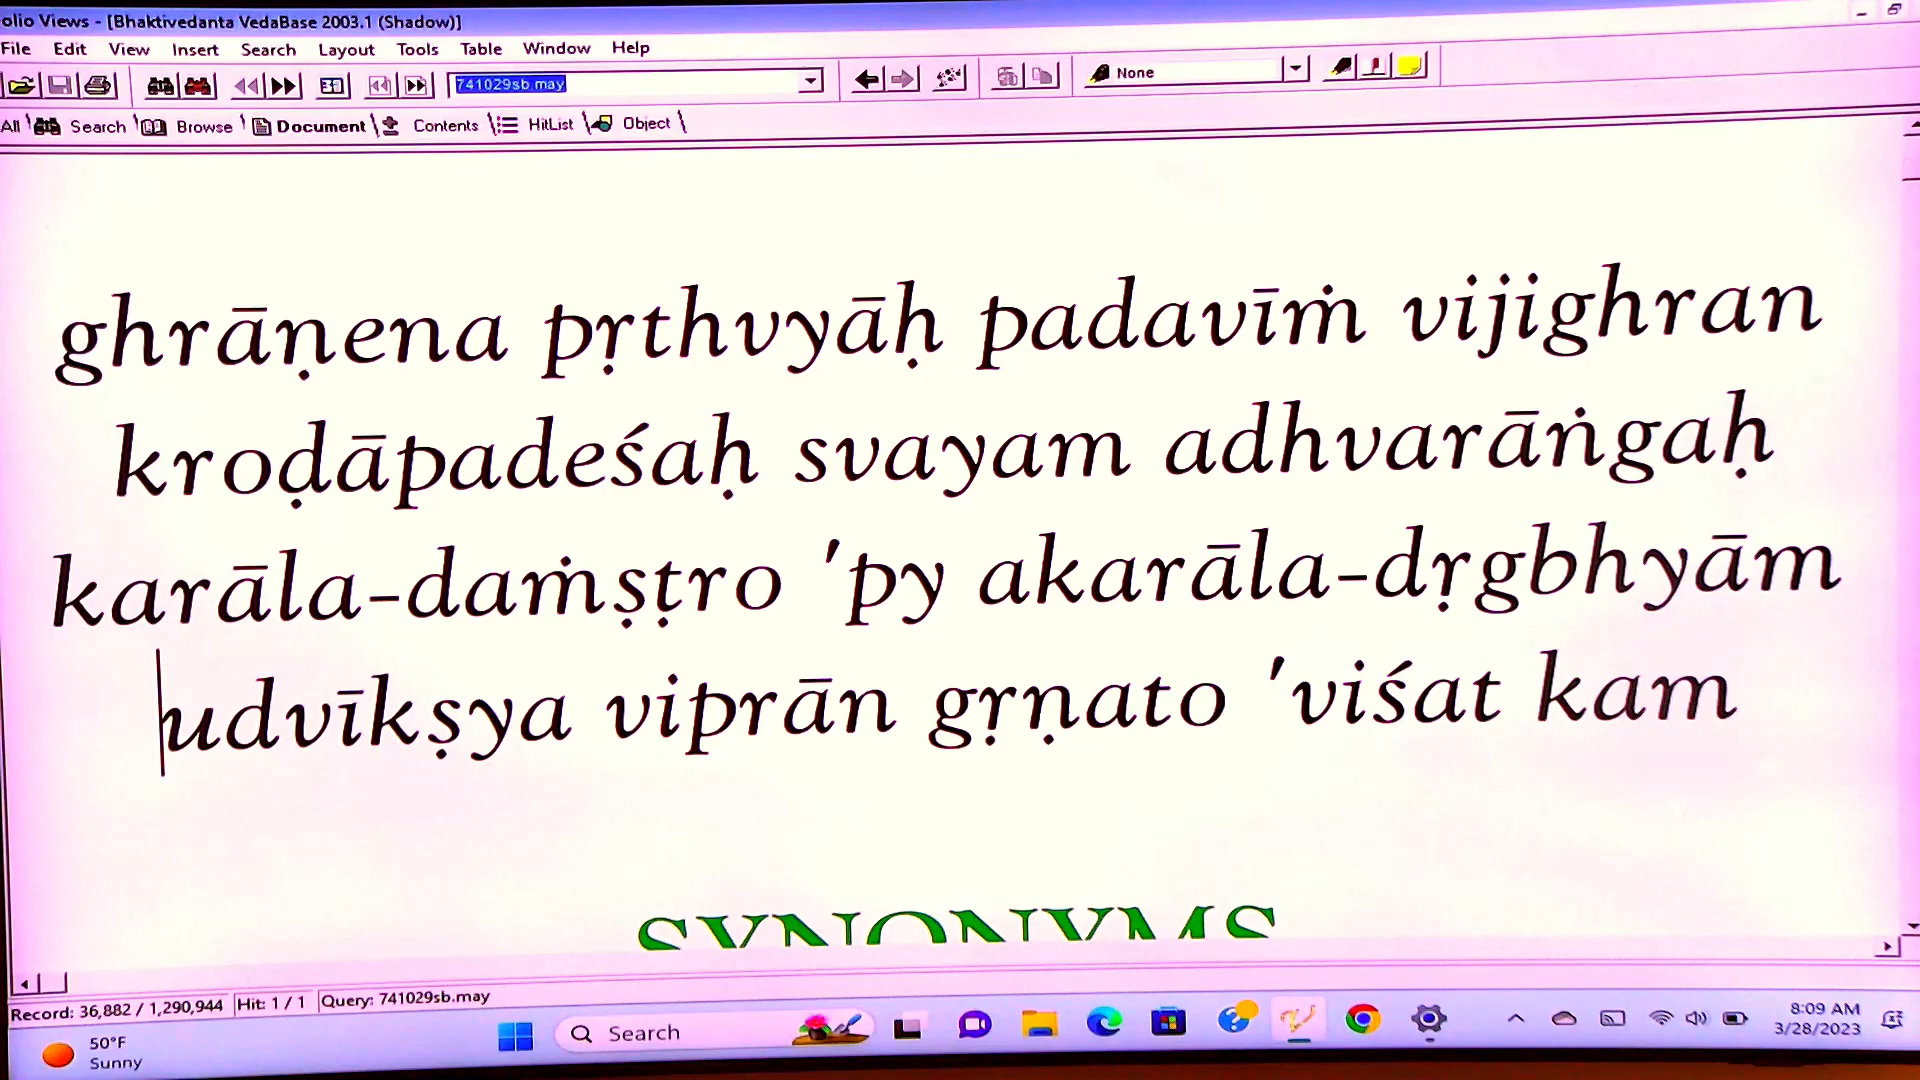 olio Views - [Bhaktivedanta VedaBase 2003.1 (Shadow)]
File Edit View Insert Search Layout Tools Table Window Help
741029sb.may None
All Search Browse Document Contents HitList Object
ghrāṇena pṛthvyāḥ padavīṁ vijighran
kroḍāpadeśaḥ svayam adhvarāṅgaḥ
karāla-daṁṣṭro 'py akarāla-dṛgbhyām
udvīkṣya viprān gṛṇato 'viśat kam
SYNONYMS
Record: 36,882 / 1,290,944 Hit: 1 / 1 Query: 741029sb.may
50°F
Sunny
Search
8:09 AM
3/28/2023